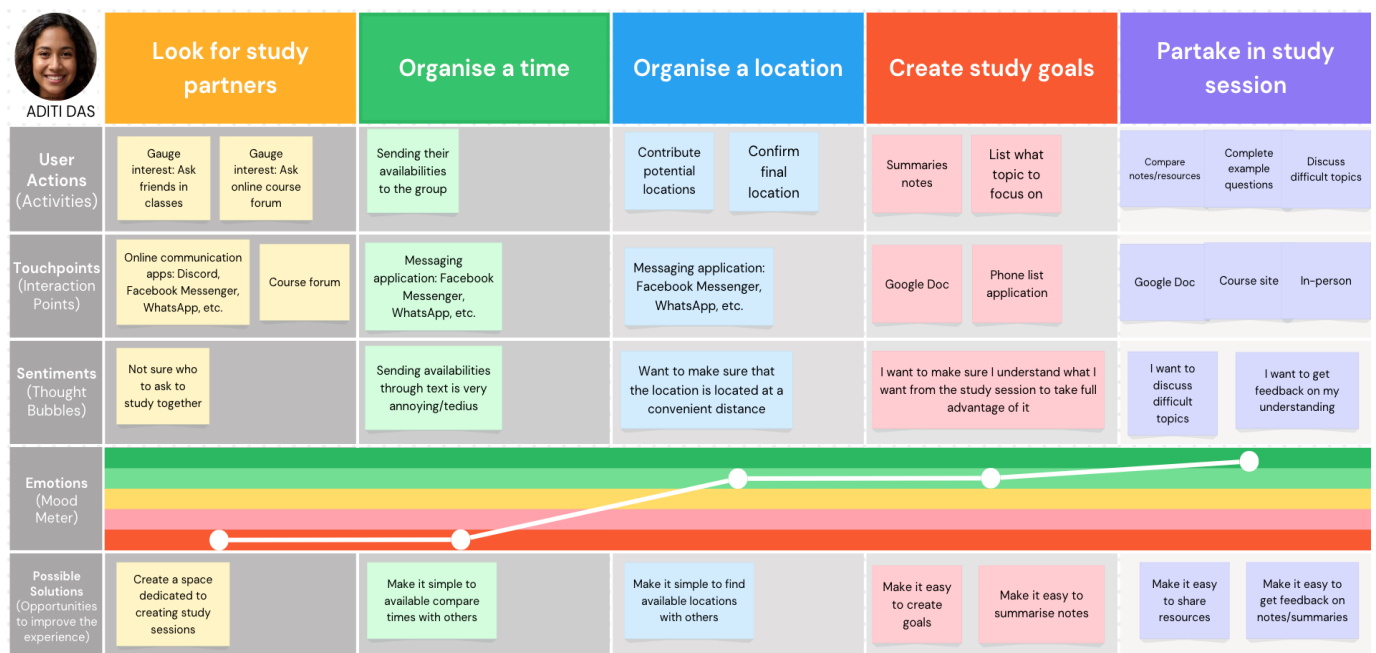 Look for study
partners
Organise a time
Organise a location
Create study goals
Partake in study
session
ADITI DAS
User
Actions
(Activities)
Gauge
interest: Ask
friends in
classes
Gauge
interest: Ask
online course
forum
Sending their
availabilities
to the group
Contribute
potential
locations
Confirm
final
location
Summaries
notes
List what
topic to
focus on
Compare
notes/resources
Complete
example
questions
Discuss
difficult topics
Touchpoints
(Interaction
Points)
Online communication
apps: Discord,
Facebook Messenger,
WhatsApp, etc.
Course forum
Messaging
application: Facebook
Messenger,
WhatsApp, etc.
Messaging application:
Facebook Messenger,
WhatsApp, etc.
Google Doc
Phone list
application
Google Doc
Course site
In-person
Sentiments
(Thought
Bubbles)
Not sure who
to ask to
study together
Sending availabilities
through text is very
annoying/tedius
Want to make sure that
the location is located at a
convenient distance
I want to make sure I understand what I
want from the study session to take full
advantage of it
I want to
discuss
difficult
topics
I want to get
feedback on my
understanding
Emotions
(Mood
Meter)
Possible
Solutions
(Opportunities
to improve the
experience)
Create a space
dedicated to
creating study
sessions
Make it simple to
available compare
times with others
Make it simple to find
available locations
with others
Make it easy
to create
goals
Make it easy to
summarise notes
Make it easy
to share
resources
Make it easy to
get feedback on
notes/summaries